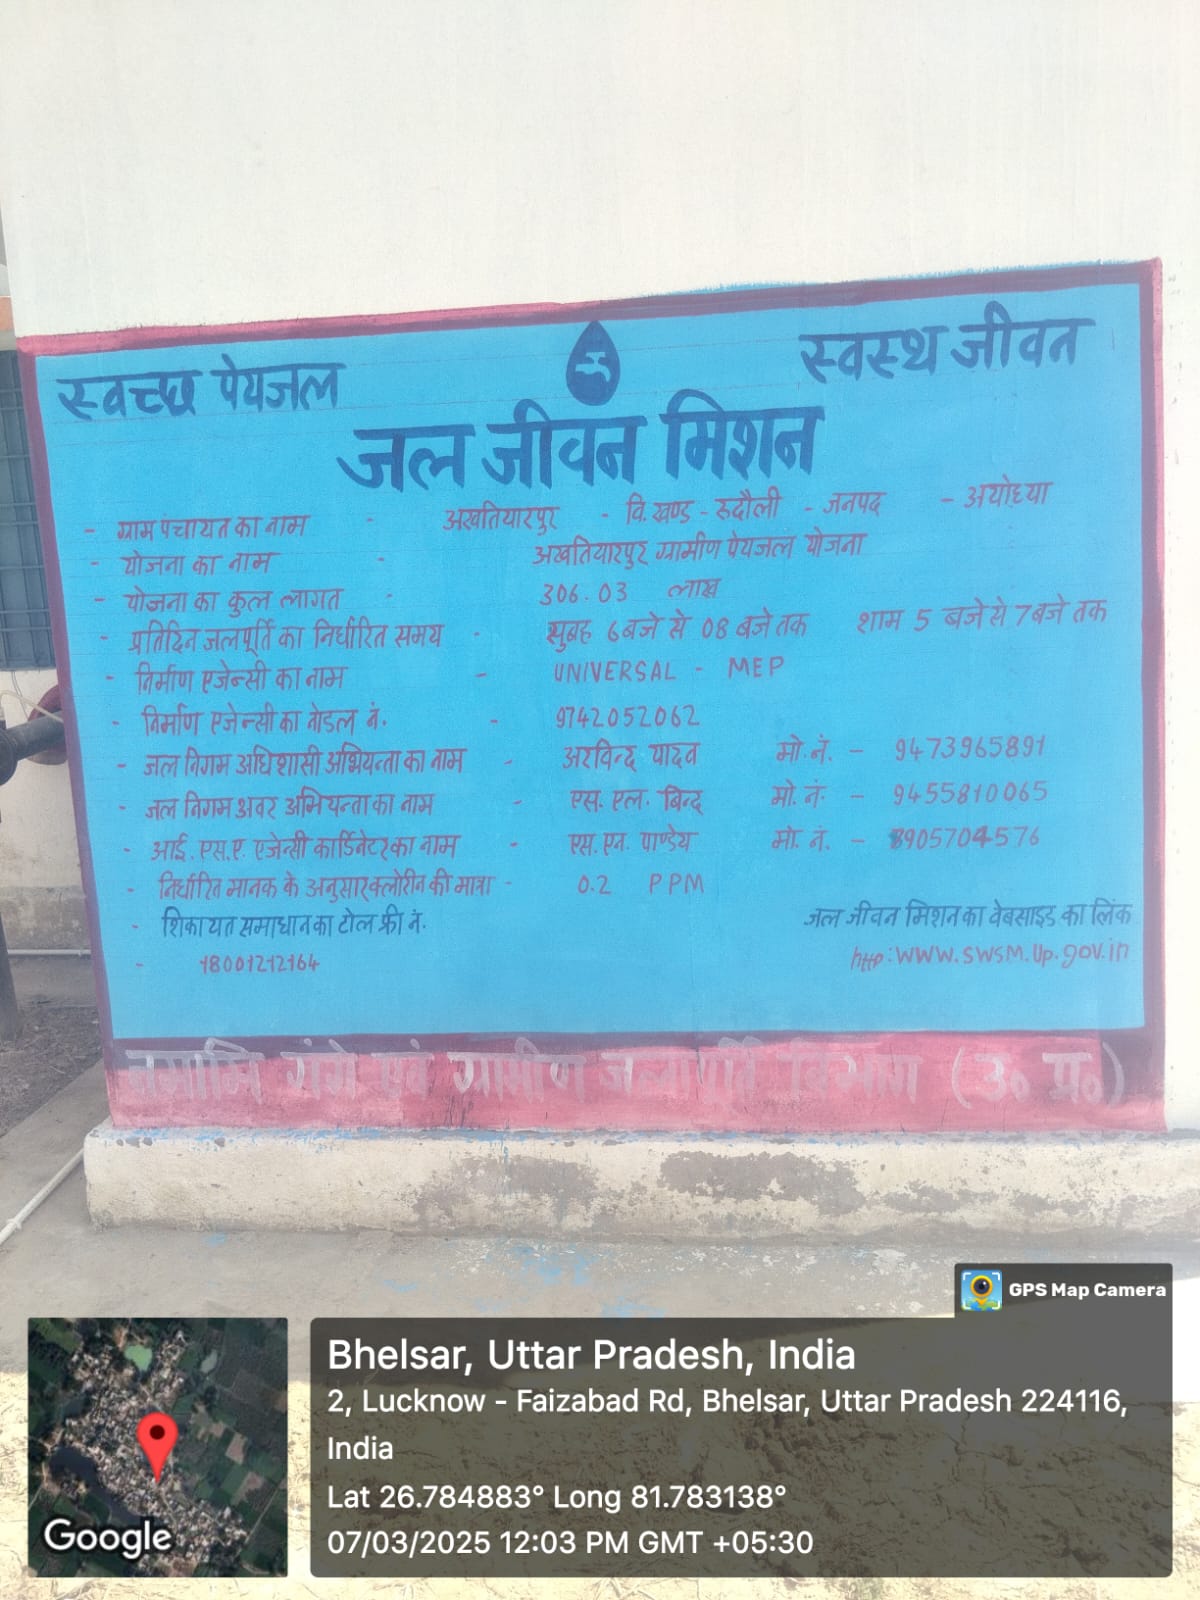 स्वच्छ पेयजल
स्वस्थ जीवन
जल जीवन मिशन
- ग्राम पंचायत का नाम - अखतियारपुर - वि.खण्ड - रूदौली - जनपद - अयोध्या
- योजना का नाम - अखतियारपुर ग्रामीण पेयजल योजना
- योजना का कुल लागत - 306.03 लाख
- प्रतिदिन जलपूर्ति का निर्धारित समय - सुबह 6 बजे से 08 बजे तक शाम 5 बजे से 7 बजे तक
- निर्माण एजेन्सी का नाम - UNIVERSAL - MEP
- निर्माण एजेन्सी का नोडल नं. - 9742052062
- जल निगम अधिशासी अभियन्ता का नाम - अरविन्द यादव मो.नं. - 9473965891
- जल निगम अवर अभियन्ता का नाम - एस. एल. बिन्द मो.नं. - 9455810065
- आई.एस.ए. एजेन्सी कार्डिनेटर का नाम - एस.एन. पाण्डेय मो.नं. - 8905704576
- निर्धारित मानक के अनुसार क्लोरीन की मात्रा - 0.2 PPM
- शिकायत समाधान का टोल फ्री नं.
जल जीवन मिशन का वेबसाइड का लिंक
- 18001212164
http:www.swsm.up.gov.in
नमामि गंगे एवं ग्रामीण जलापूर्ति विभाग (उ० प्र०)
GPS Map Camera
Bhelsar, Uttar Pradesh, India
2, Lucknow - Faizabad Rd, Bhelsar, Uttar Pradesh 224116,
India
Lat 26.784883° Long 81.783138°
07/03/2025 12:03 PM GMT +05:30
Google